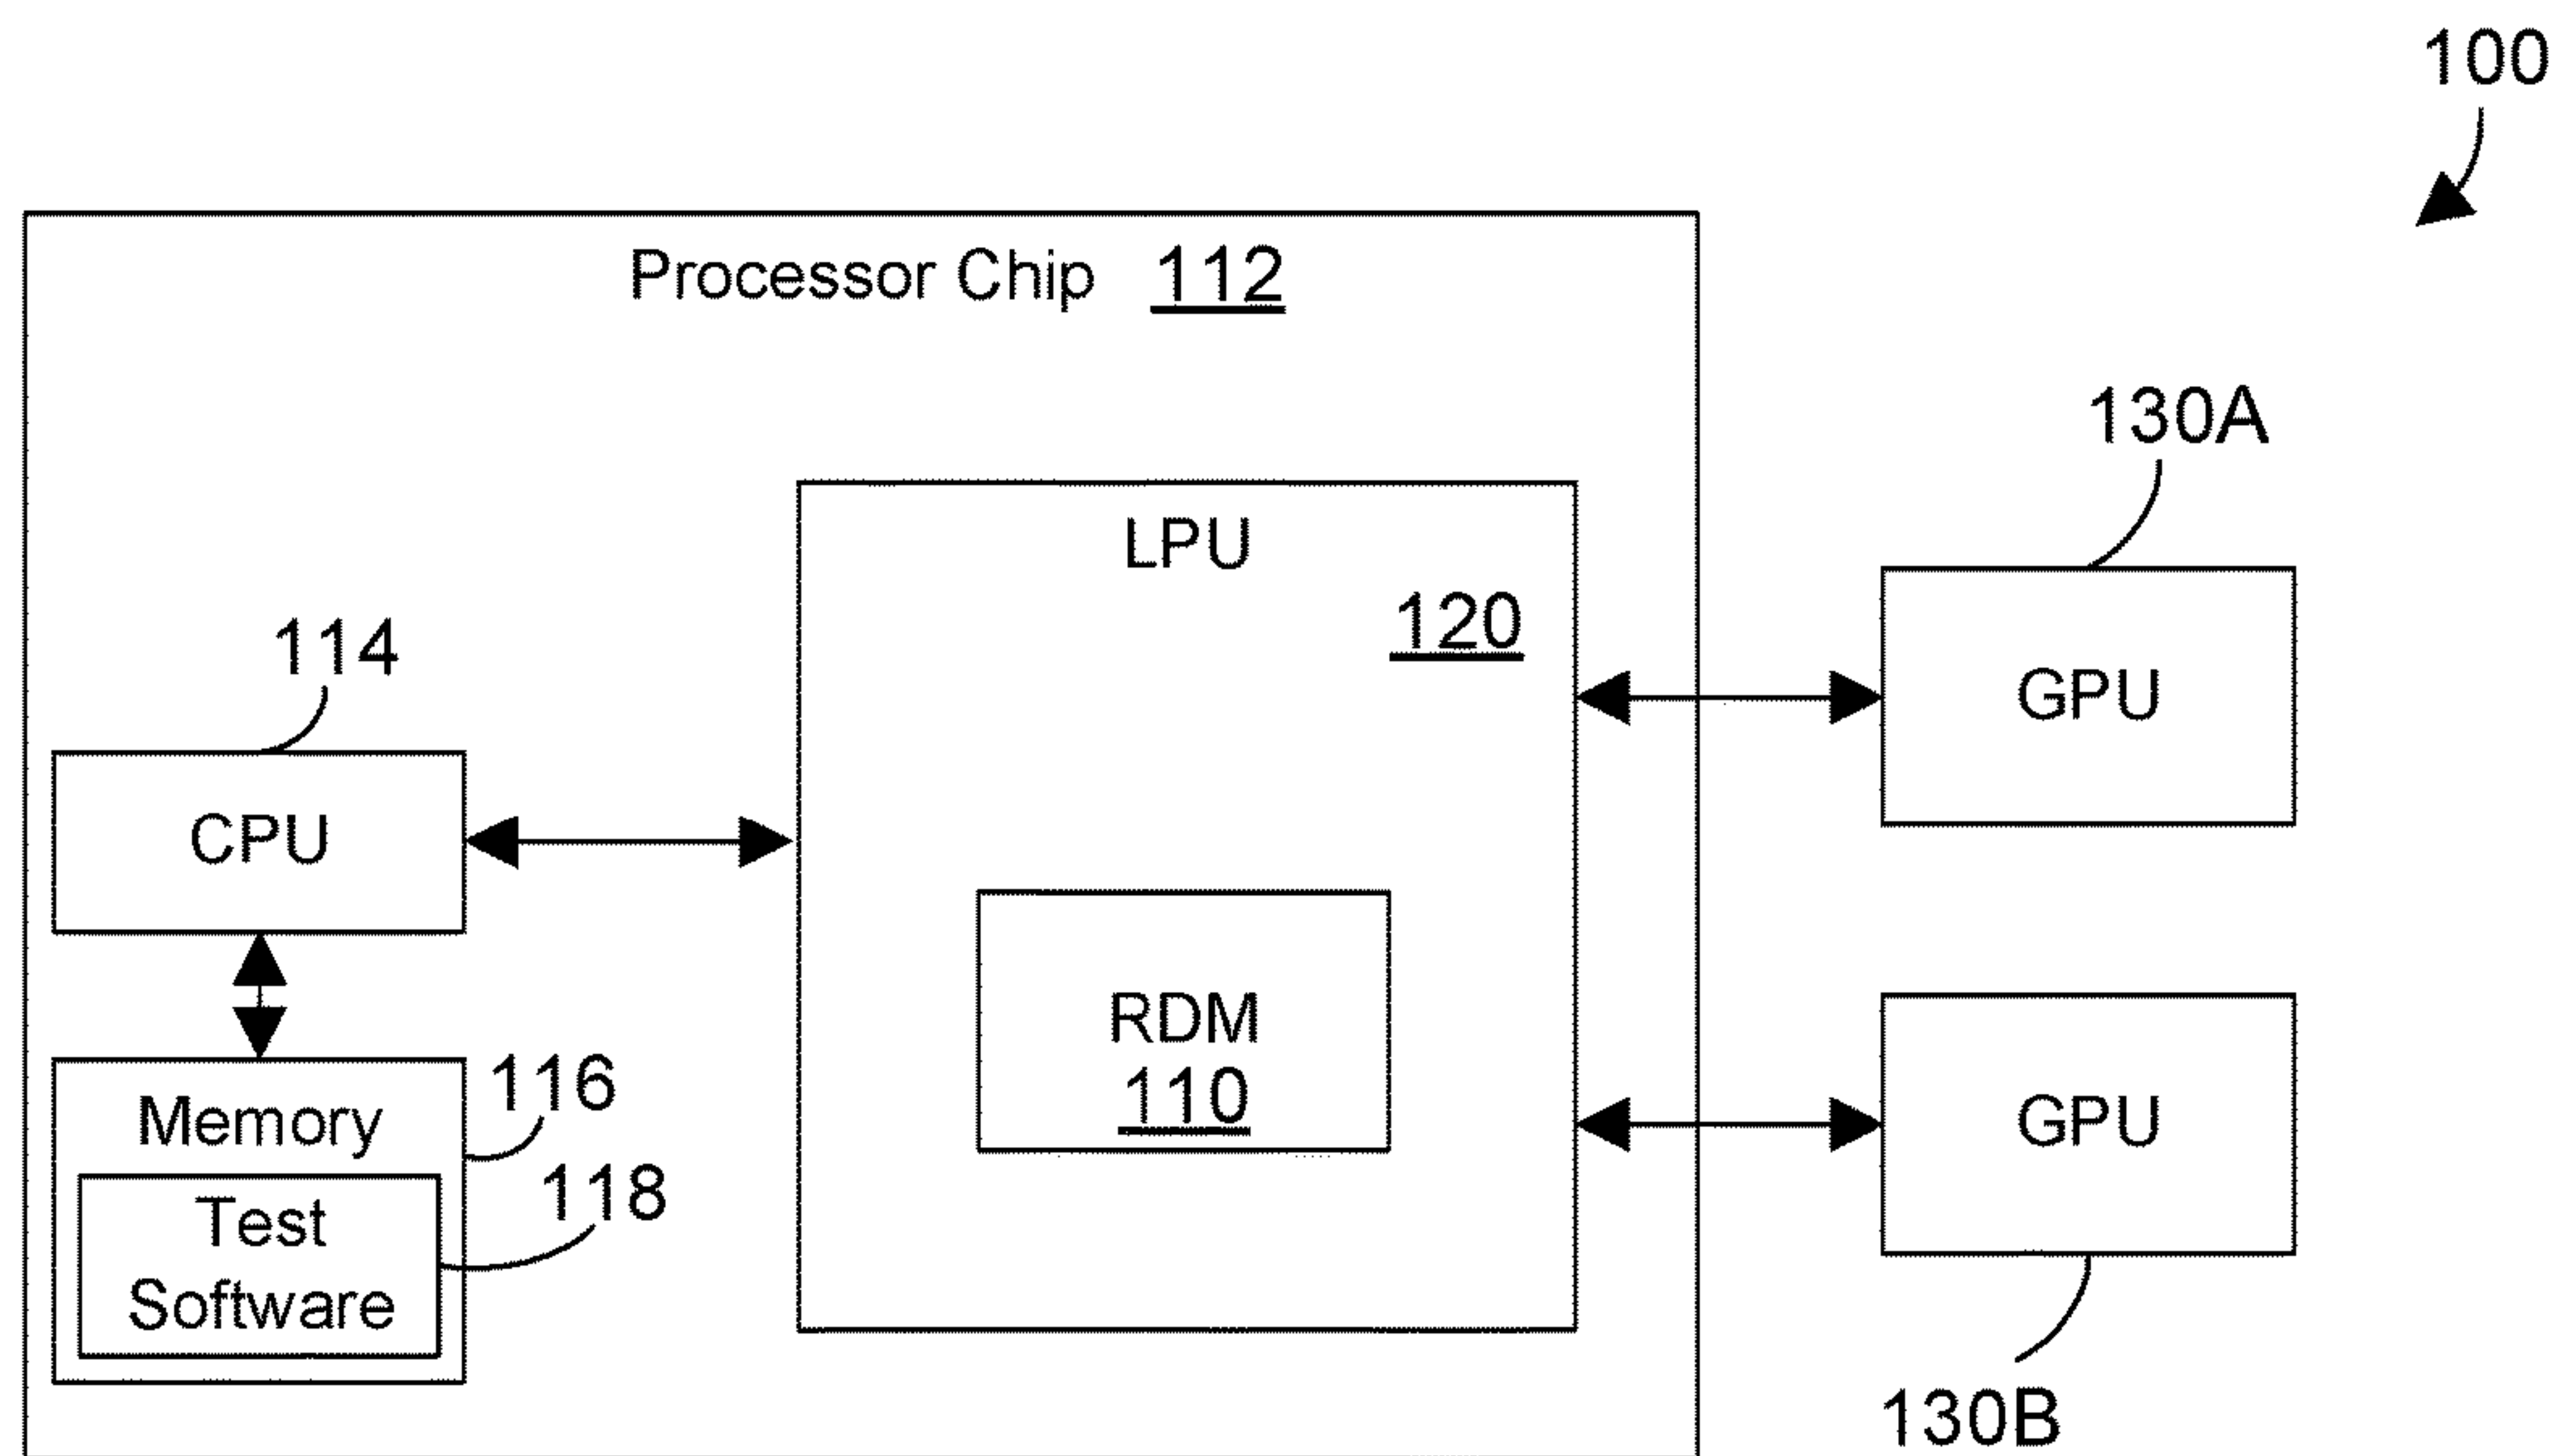 100
Processor Chip 112
130A
LPU
120
114
GPU
CPU
RDM
110
116
Memory
GPU
118
Test
Software
130B